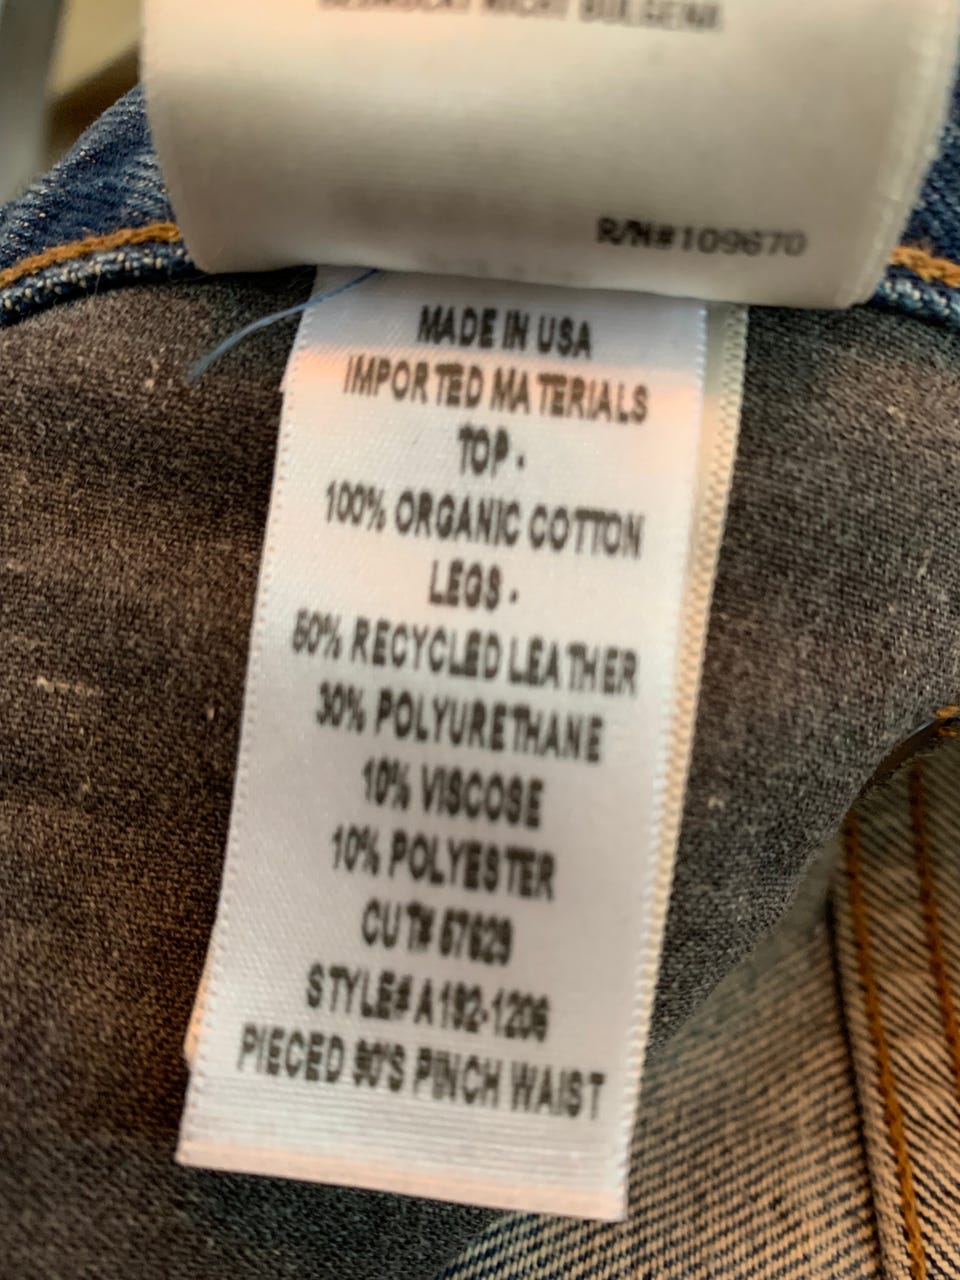 R/N#109670
MADE IN USA
IMPORTED MATERIALS
TOP -
100% ORGANIC COTTON
LEGS -
50% RECYCLED LEATHER
30% POLYURETHANE
10% VISCOSE
10% POLYESTER
CUT# 67629
STYLE# A192-1206
PIECED 90'S PINCH WAIST